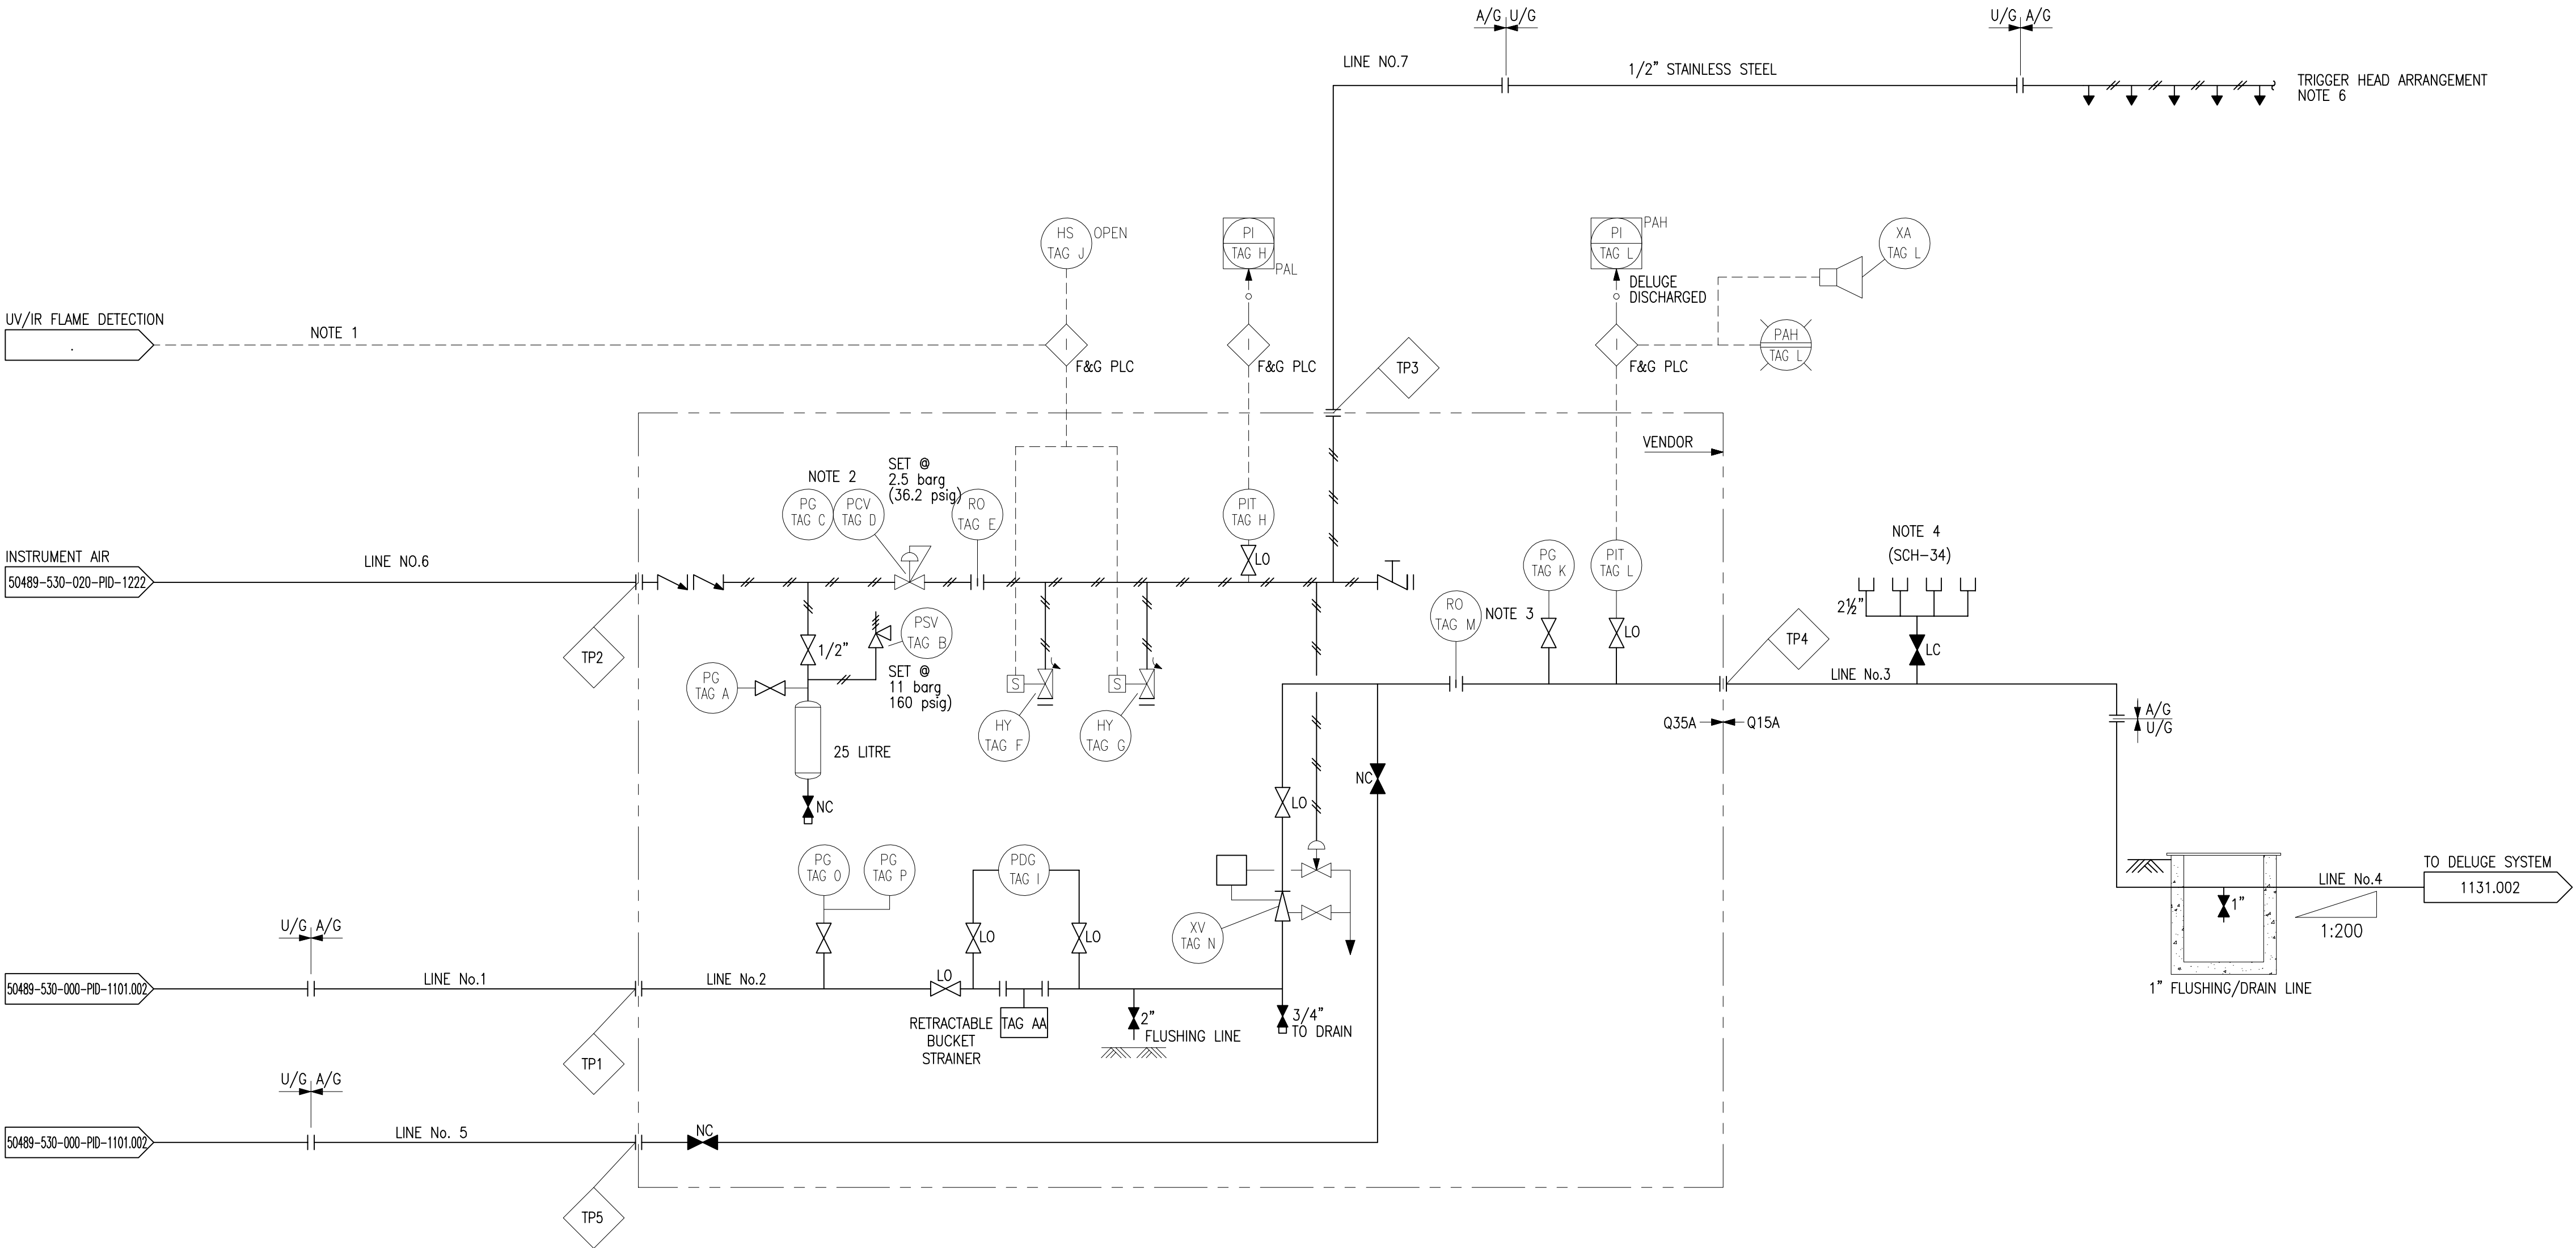 A/G U/G
U/G A/G
LINE NO.7
1/2" STAINLESS STEEL
TRIGGER HEAD ARRANGEMENT
NOTE 6
HS
TAG J
OPEN
PI
TAG H
PAL
PI
TAG L
PAH
XA
TAG L
DELUGE
DISCHARGED
UV/IR FLAME DETECTION
.
NOTE 1
I
F&G PLC
I
F&G PLC
I
F&G PLC
PAH
TAG L
TP3
VENDOR
NOTE 2
SET @
2.5 barg
(36.2 psig)
PG
TAG C
PCV
TAG D
RO
TAG E
PIT
TAG H
LO
PG
TAG K
PIT
TAG L
LO
NOTE 4
(SCH-34)
2½"
LC
INSTRUMENT AIR
50489-530-020-PID-1222
LINE NO.6
TP2
1/2"
PSV
TAG B
SET @
11 barg
160 psig)
PG
TAG A
25 LITRE
NC
S
S
HY
TAG F
HY
TAG G
RO
TAG M
NOTE 3
TP4
LINE No.3
Q35A
Q15A
A/G
U/G
NC
LO
PG
TAG O
PG
TAG P
PDG
TAG I
LO
LO
XV
TAG N
TO DELUGE SYSTEM
1131.002
LINE No.4
1"
1:200
1" FLUSHING/DRAIN LINE
U/G A/G
50489-530-000-PID-1101.002
LINE No.1
LINE No.2
LO
RETRACTABLE
BUCKET
STRAINER
TAG AA
2"
FLUSHING LINE
3/4"
TO DRAIN
TP1
U/G A/G
50489-530-000-PID-1101.002
LINE No. 5
NC
TP5